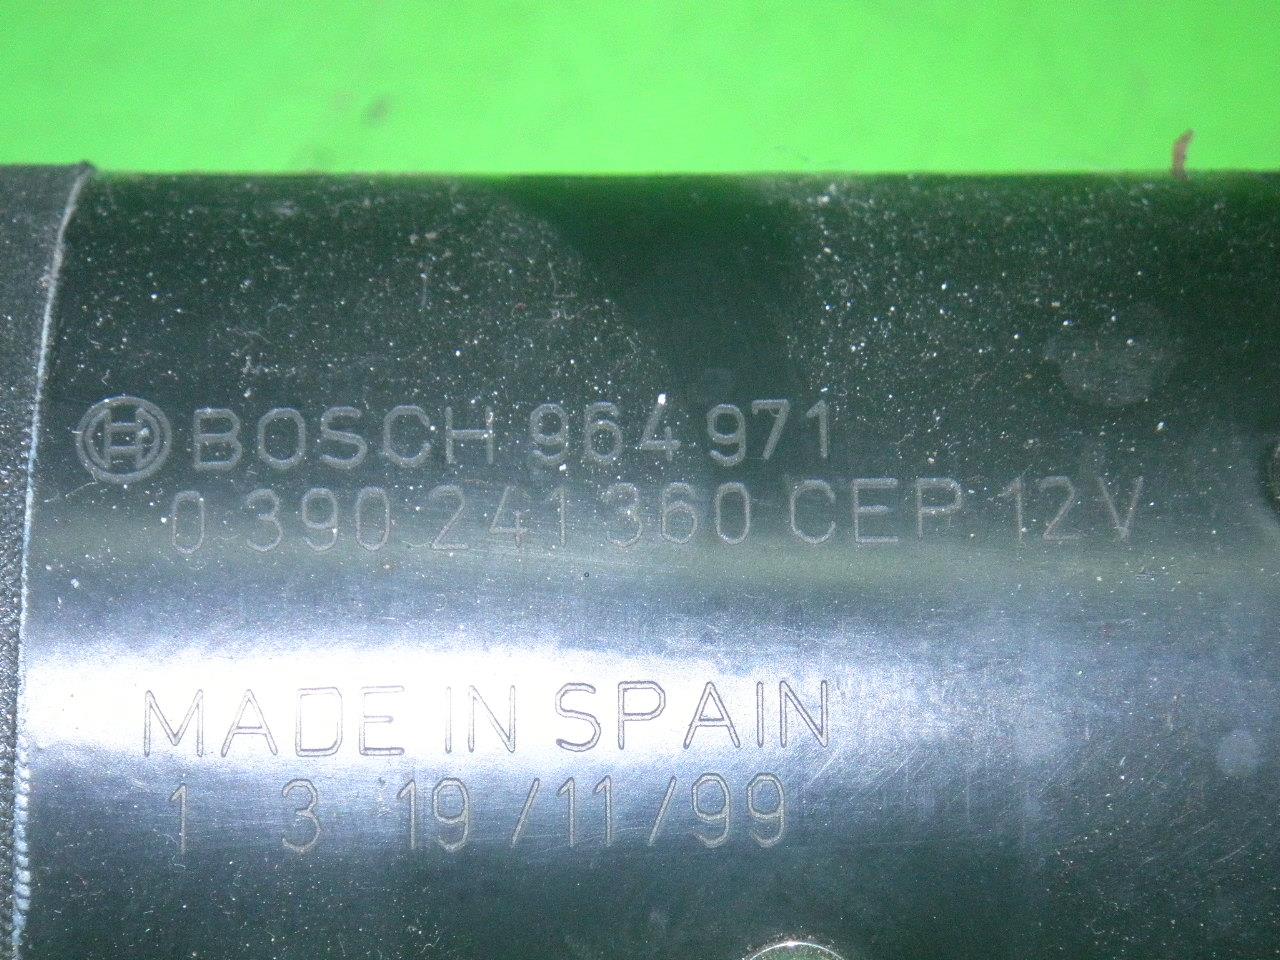 BOSCH 964 971
0 390 241 360 CEP 12V
MADE IN SPAIN
1 3 19/11/99